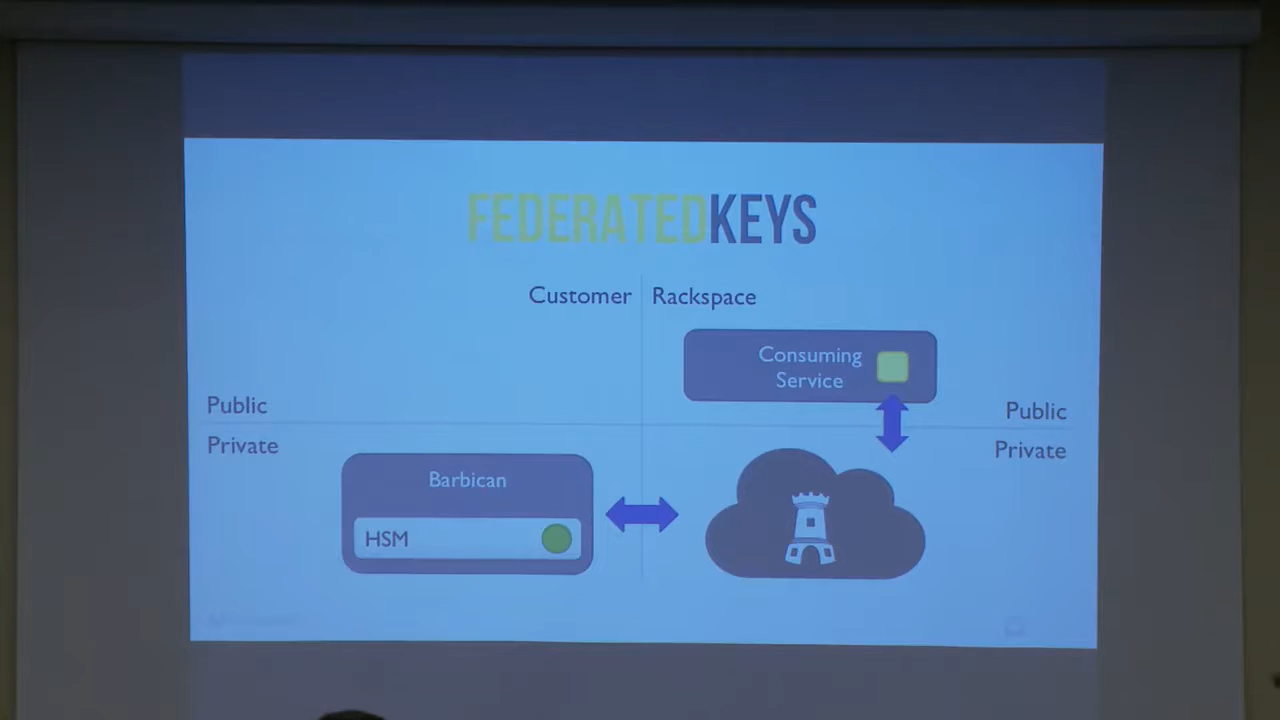 FEDERATEDKEYS
Customer
Rackspace
Consuming
Service
Public
Public
Private
Private
Barbican
HSM